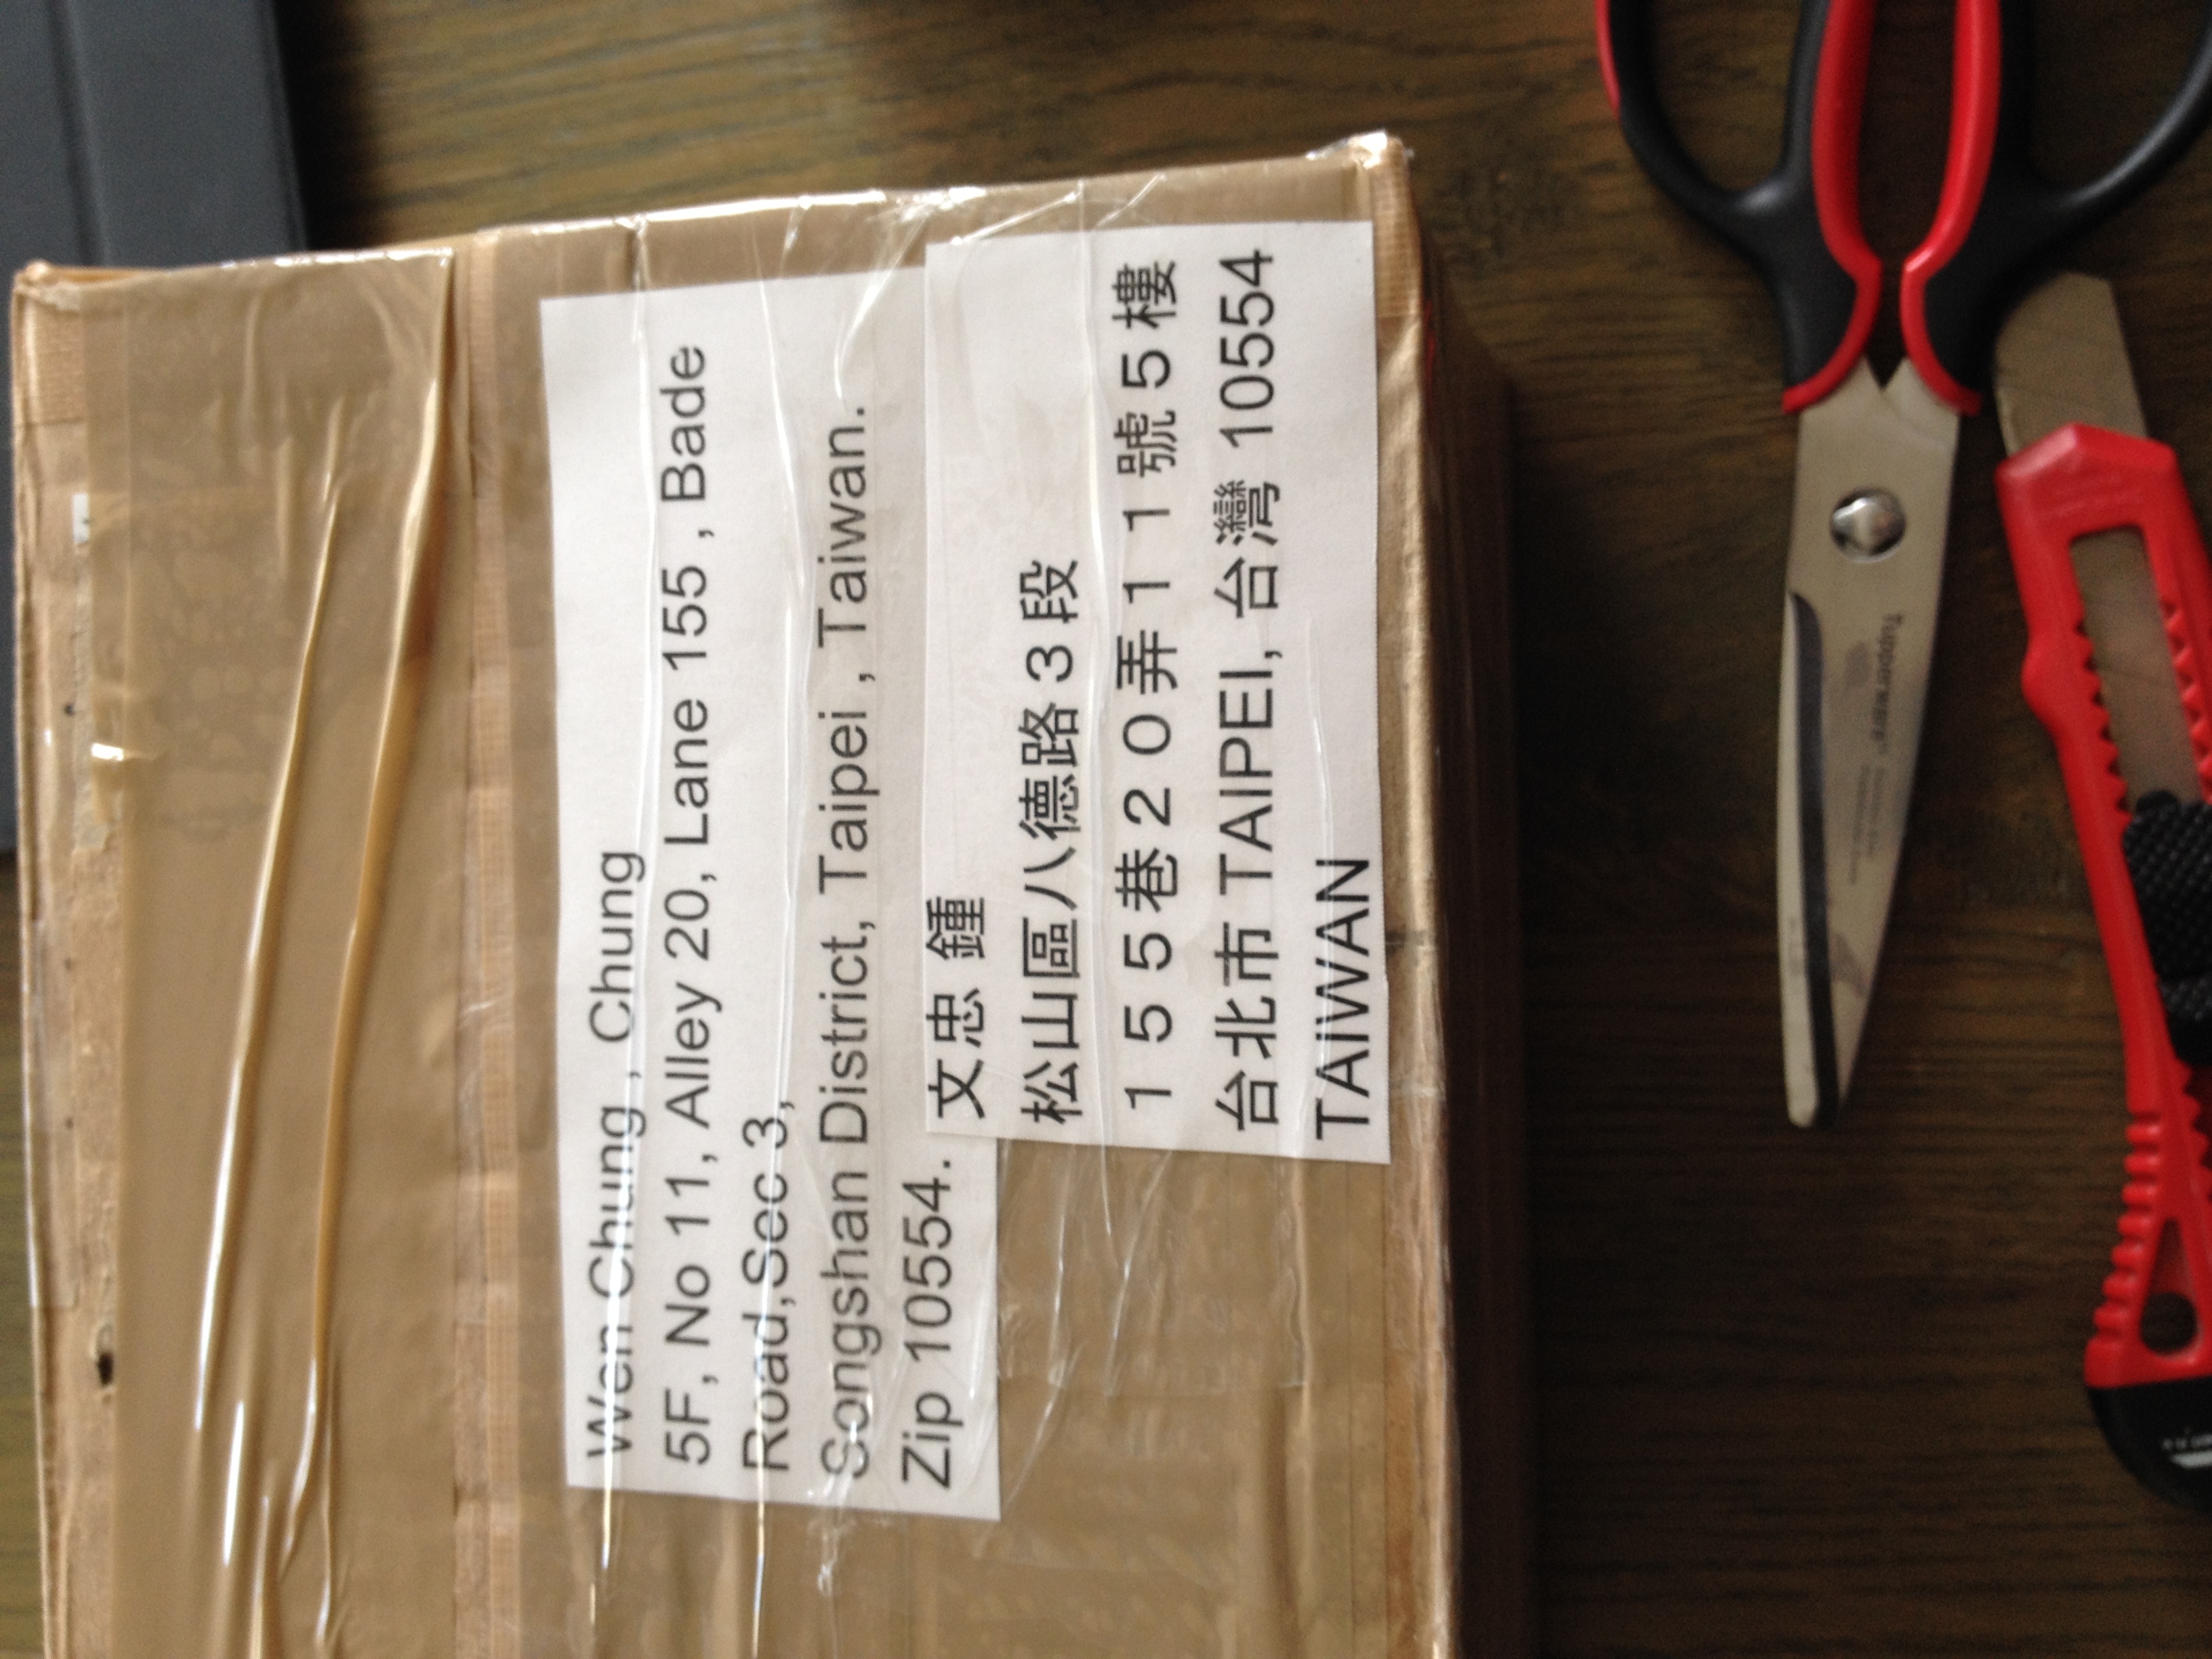 Wen Chung , Chung
5F, No 11, Alley 20, Lane 155 , Bade
Road,Sec 3,
Songshan District, Taipei , Taiwan.
Zip 10554.
文忠 鍾
松山區八德路３段
１５５巷２０弄１１號５樓
台北市 TAIPEI, 台灣 10554
TAIWAN
Tupperware